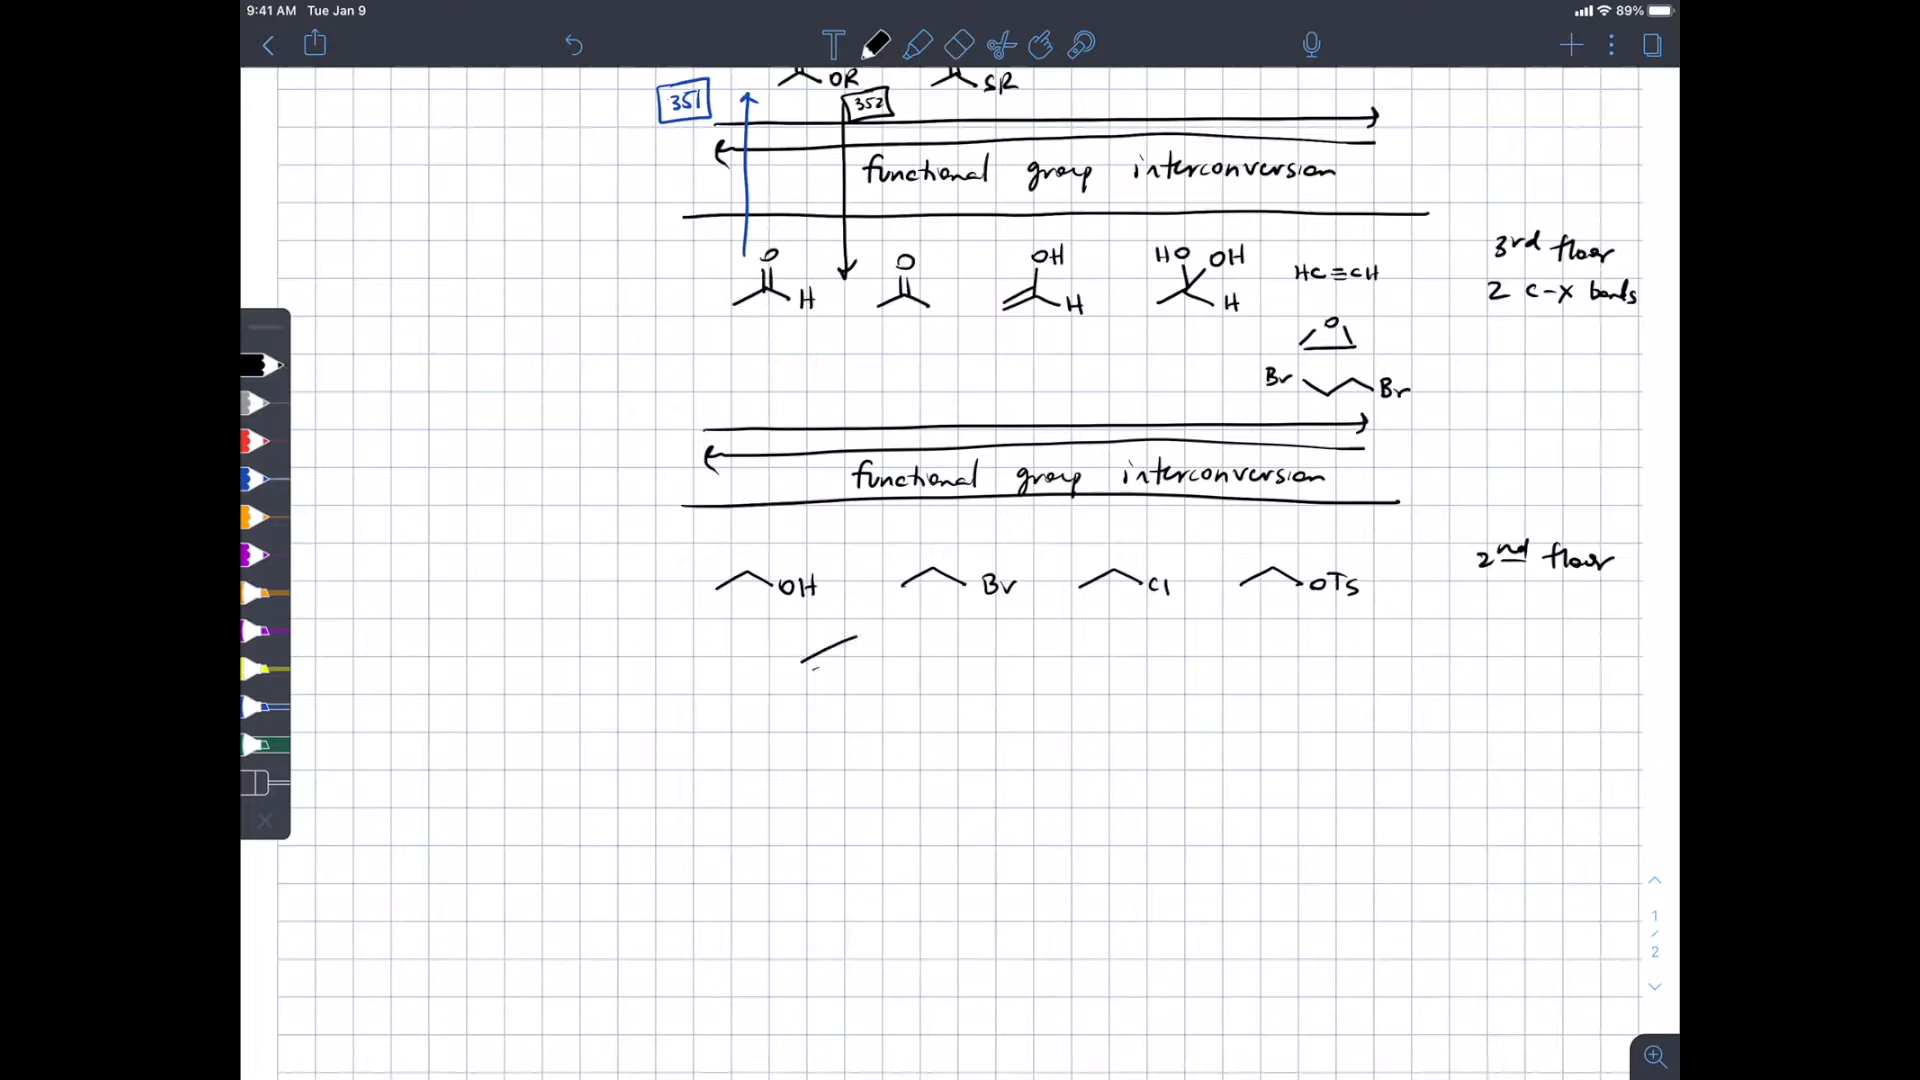 9:41 AM Tue Jan 9
89%
T
OR
SR
351
352
functional group interconversion
O
H
O
OH
H
HO OH
H
HC≡CH
3rd floor
2 C-X bonds
O
Br
Br
functional group interconversion
2nd floor
OH
Br
Cl
OTs
1
/
2